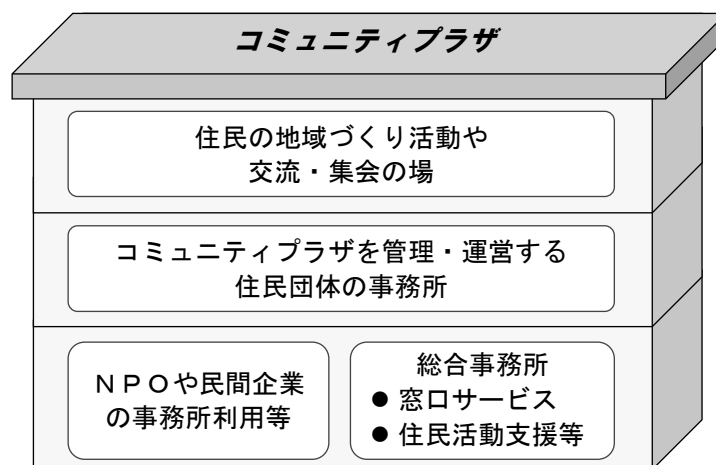 コミュニティプラザ
住民の地域づくり活動や
交流・集会の場
コミュニティプラザを管理・運営する
住民団体の事務所
ＮＰＯや民間企業
の事務所利用等
総合事務所
● 窓口サービス
● 住民活動支援等